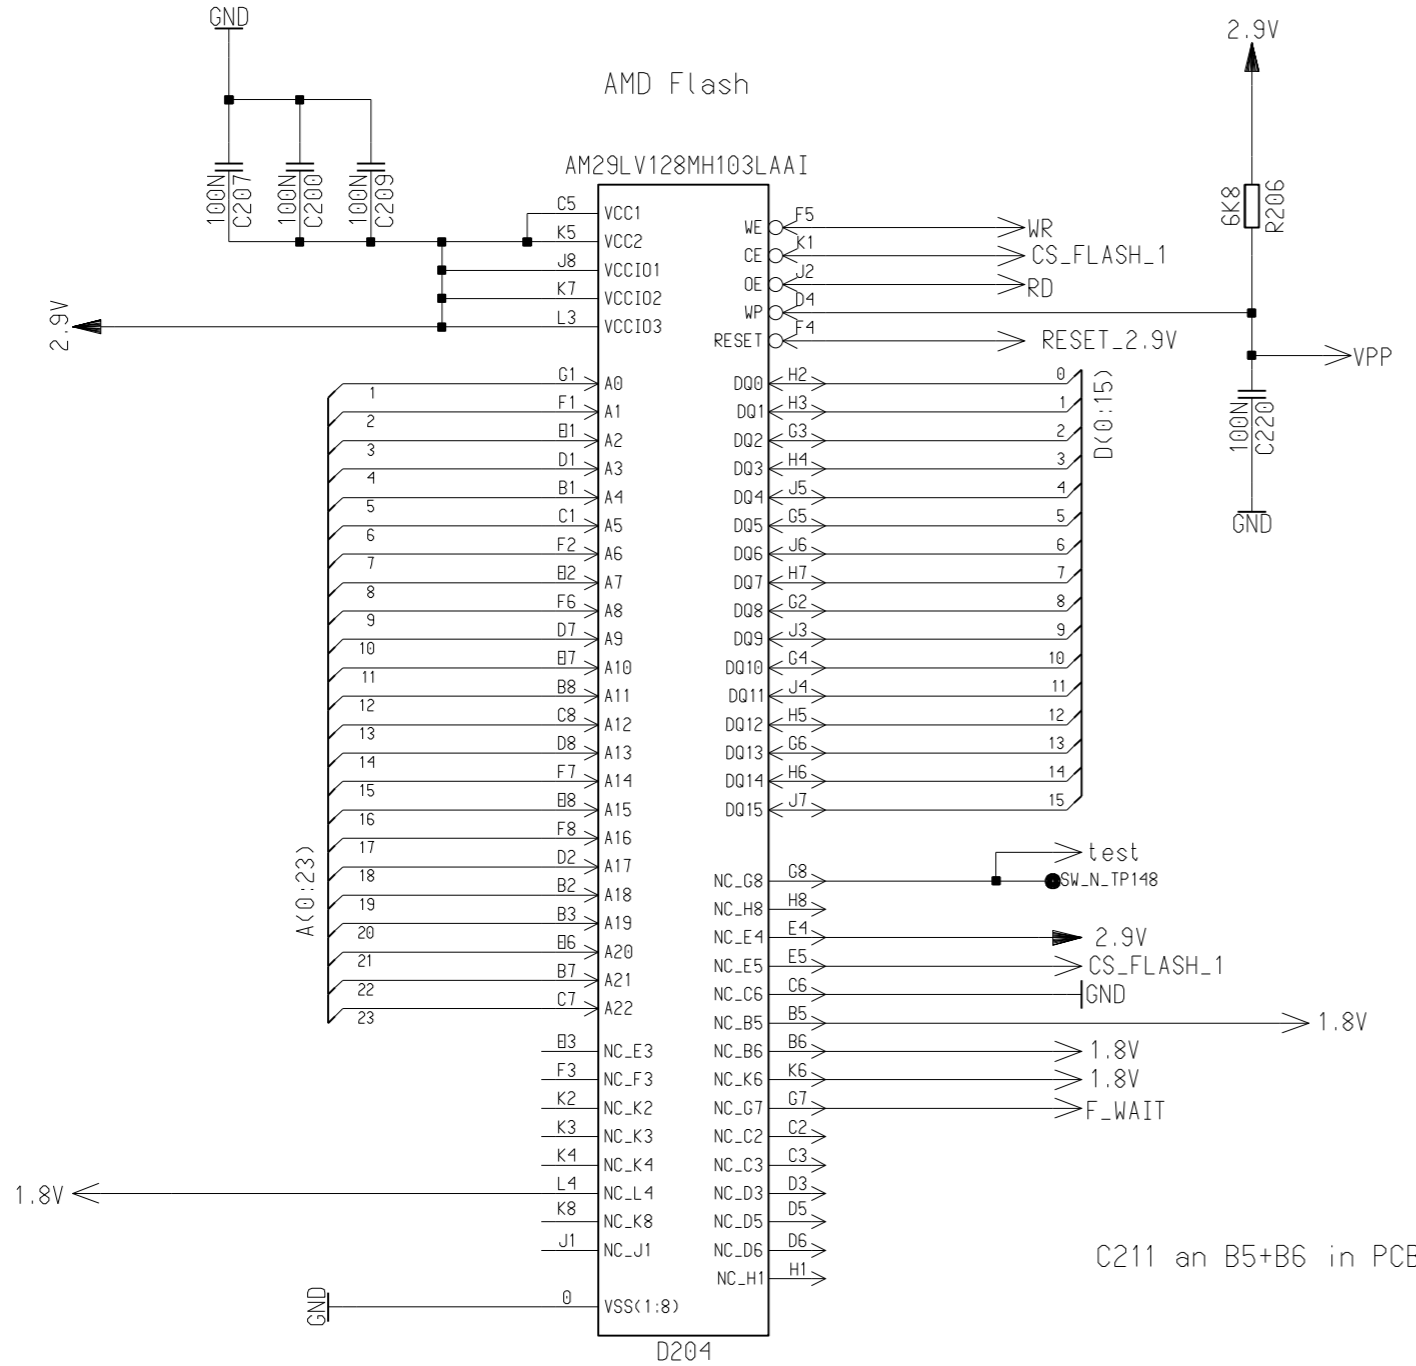 GND
2.9V
AMD Flash
AM29LV128MH103LAAI
100N
C207
100N
C200
100N
C209
6K8
R206
C5 VCC1
K5 VCC2
J8 VCCIO1
K7 VCCIO2
L3 VCCIO3
2.9V
WE F5 WR
CE K1 CS_FLASH_1
OE J2 RD
WP D4
RESET F4 RESET_2.9V
VPP
100N
C220
GND
A(0:23)
1 G1 A0
2 F1 A1
3 E1 A2
4 D1 A3
5 B1 A4
6 C1 A5
7 F2 A6
8 E2 A7
9 F6 A8
10 D7 A9
11 E7 A10
12 B8 A11
13 C8 A12
14 D8 A13
15 F7 A14
16 E8 A15
17 F8 A16
18 D2 A17
19 B2 A18
20 B3 A19
21 E6 A20
22 B7 A21
23 C7 A22
D(0:15)
DQ0 H2 0
DQ1 H3 1
DQ2 G3 2
DQ3 H4 3
DQ4 J5 4
DQ5 G5 5
DQ6 J6 6
DQ7 H7 7
DQ8 G2 8
DQ9 J3 9
DQ10 G4 10
DQ11 J4 11
DQ12 H5 12
DQ13 G6 13
DQ14 H6 14
DQ15 J7 15
test
NC_G8 G8 SW_N_TP148
NC_H8 H8
NC_E4 E4 2.9V
NC_E5 E5 CS_FLASH_1
NC_C6 C6 GND
NC_B5 B5 1.8V
NC_B6 B6 1.8V
NC_K6 K6 1.8V
NC_G7 G7 F_WAIT
NC_C2 C2
NC_C3 C3
NC_D3 D3
NC_D5 D5
NC_D6 D6
NC_H1 H1
E3 NC_E3
F3 NC_F3
K2 NC_K2
K3 NC_K3
K4 NC_K4
1.8V L4 NC_L4
K8 NC_K8
J1 NC_J1
GND 0 VSS(1:8)
C211 an B5+B6 in PCB
D204